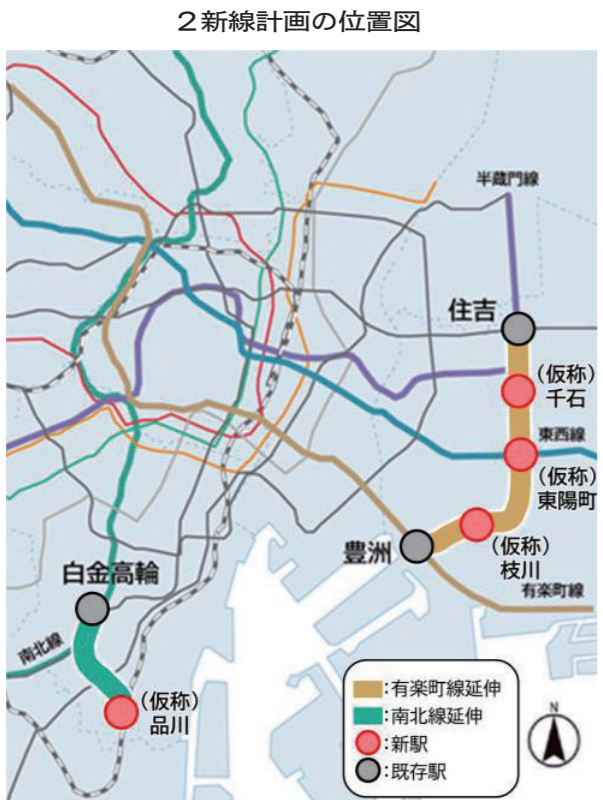 ２新線計画の位置図
半蔵門線
住吉
（仮称）
千石
東西線
（仮称）
東陽町
豊洲
（仮称）
枝川
有楽町線
白金高輪
南北線
（仮称）
品川
：有楽町線延伸
：南北線延伸
：新駅
：既存駅
N